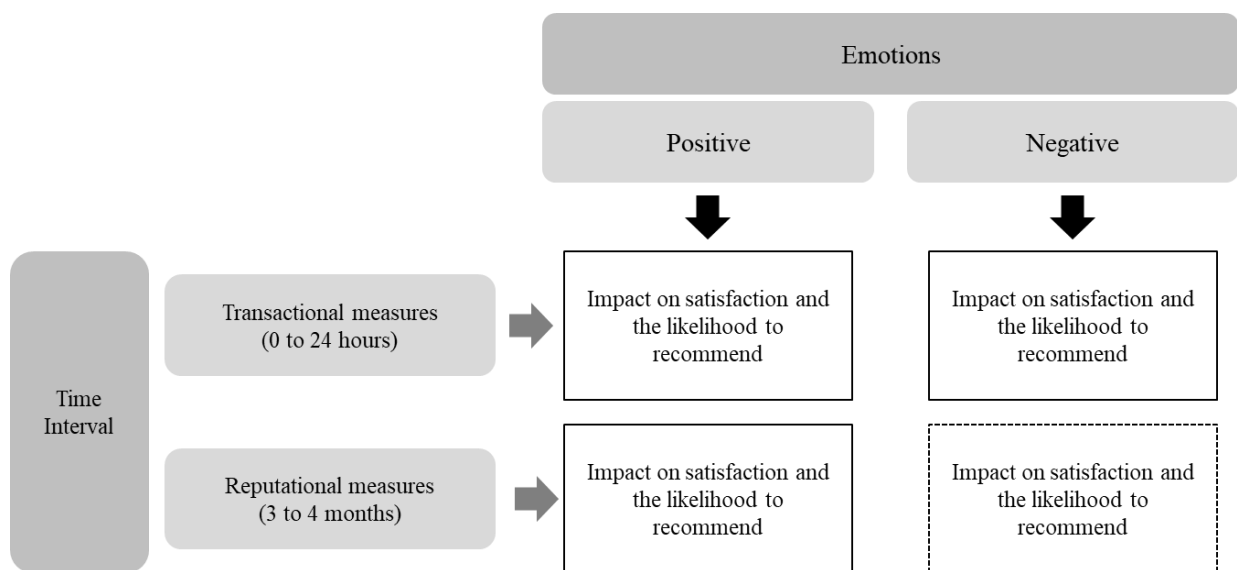 Emotions
Positive
Negative
Time
Interval
Transactional measures
(0 to 24 hours)
Impact on satisfaction and
the likelihood to
recommend
Impact on satisfaction and
the likelihood to
recommend
Reputational measures
(3 to 4 months)
Impact on satisfaction and
the likelihood to
recommend
Impact on satisfaction and
the likelihood to
recommend